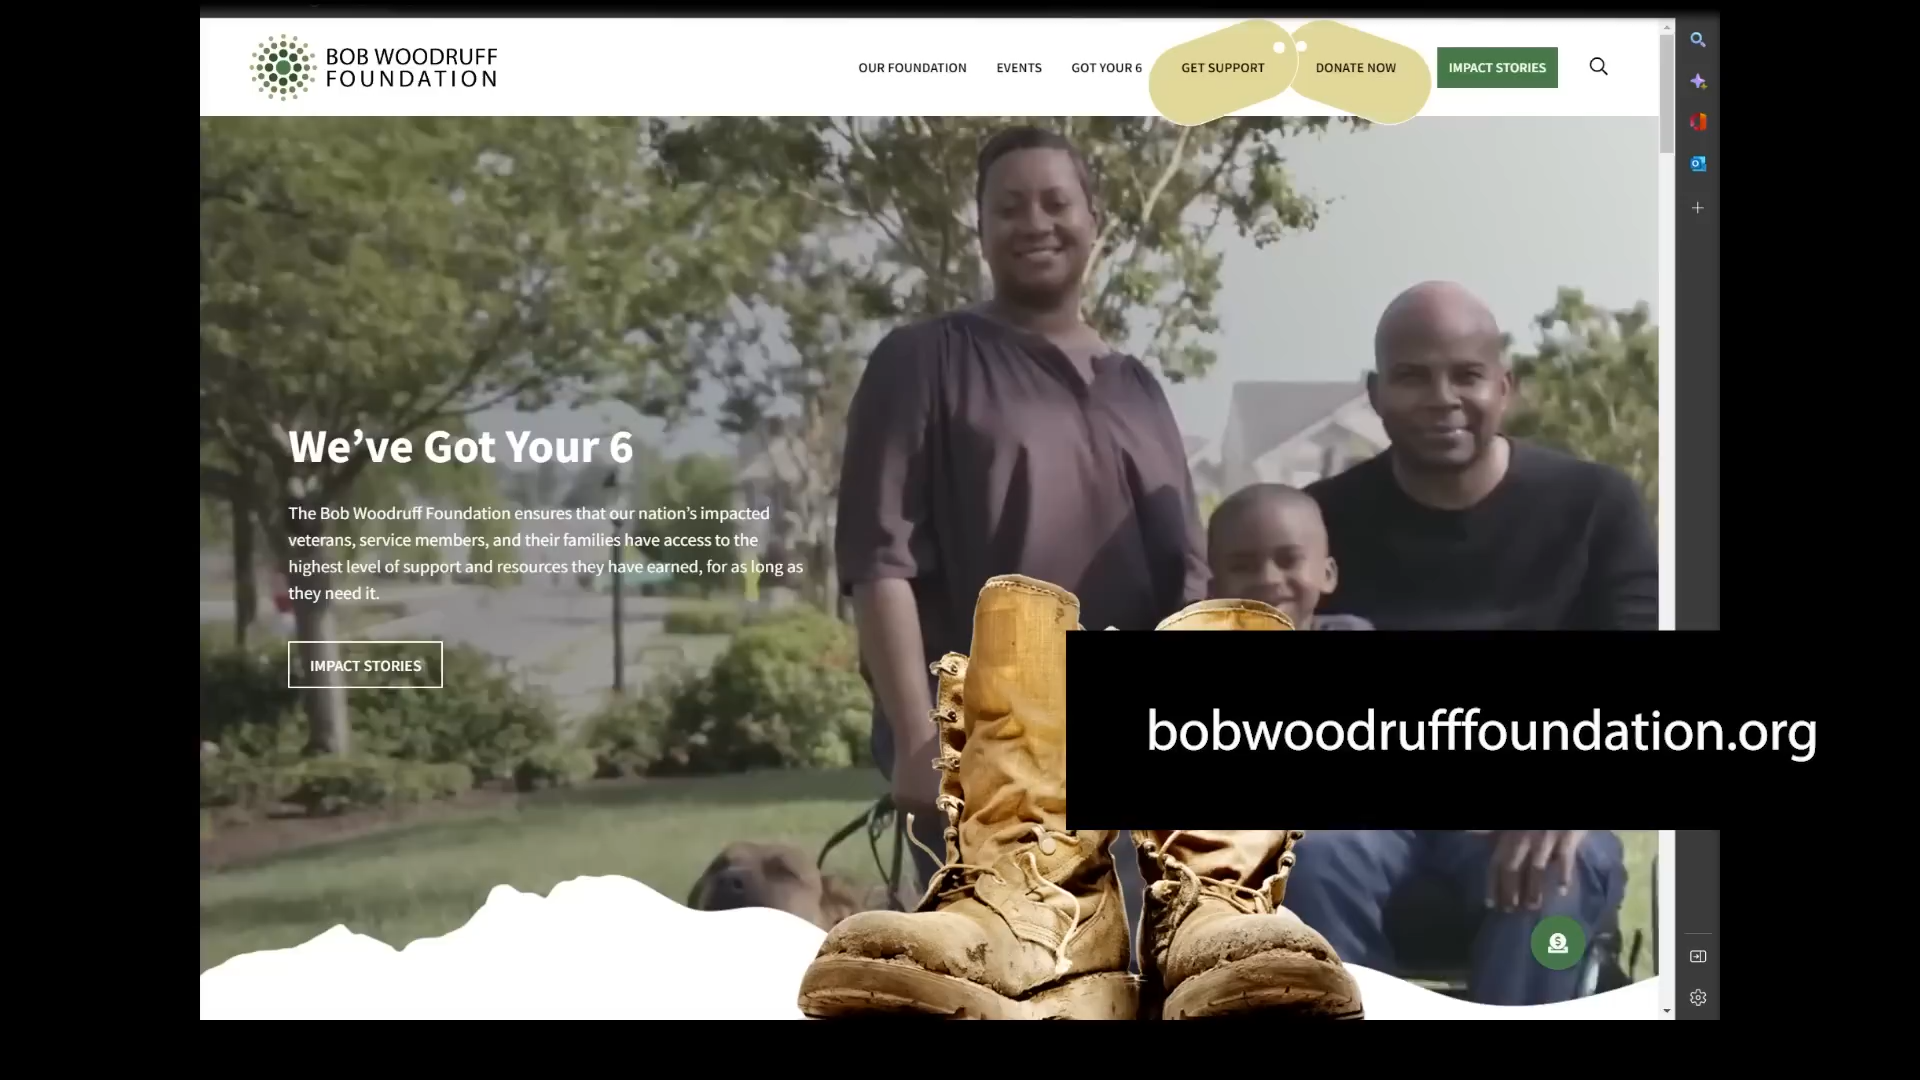 BOB WOODRUFF
FOUNDATION
OUR FOUNDATION
EVENTS
GOT YOUR 6
GET SUPPORT
DONATE NOW
IMPACT STORIES
We’ve Got Your 6
The Bob Woodruff Foundation ensures that our nation’s impacted
veterans, service members, and their families have access to the
highest level of support and resources they have earned, for as long as
they need it.
IMPACT STORIES
bobwoodrufffoundation.org